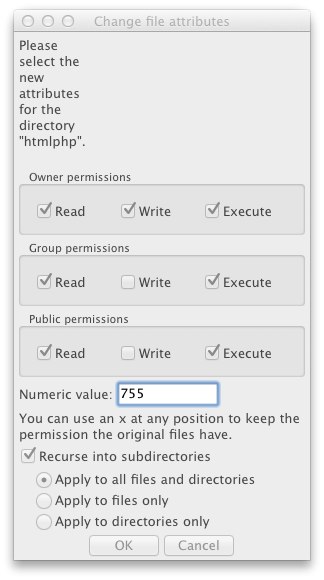 Change file attributes
Please
select the
new
attributes
for the
directory
"htmlphp".
Owner permissions
Read Write Execute
Group permissions
Read Write Execute
Public permissions
Read Write Execute
Numeric value: 755
You can use an x at any position to keep the
permission the original files have.
Recurse into subdirectories
Apply to all files and directories
Apply to files only
Apply to directories only
OK Cancel